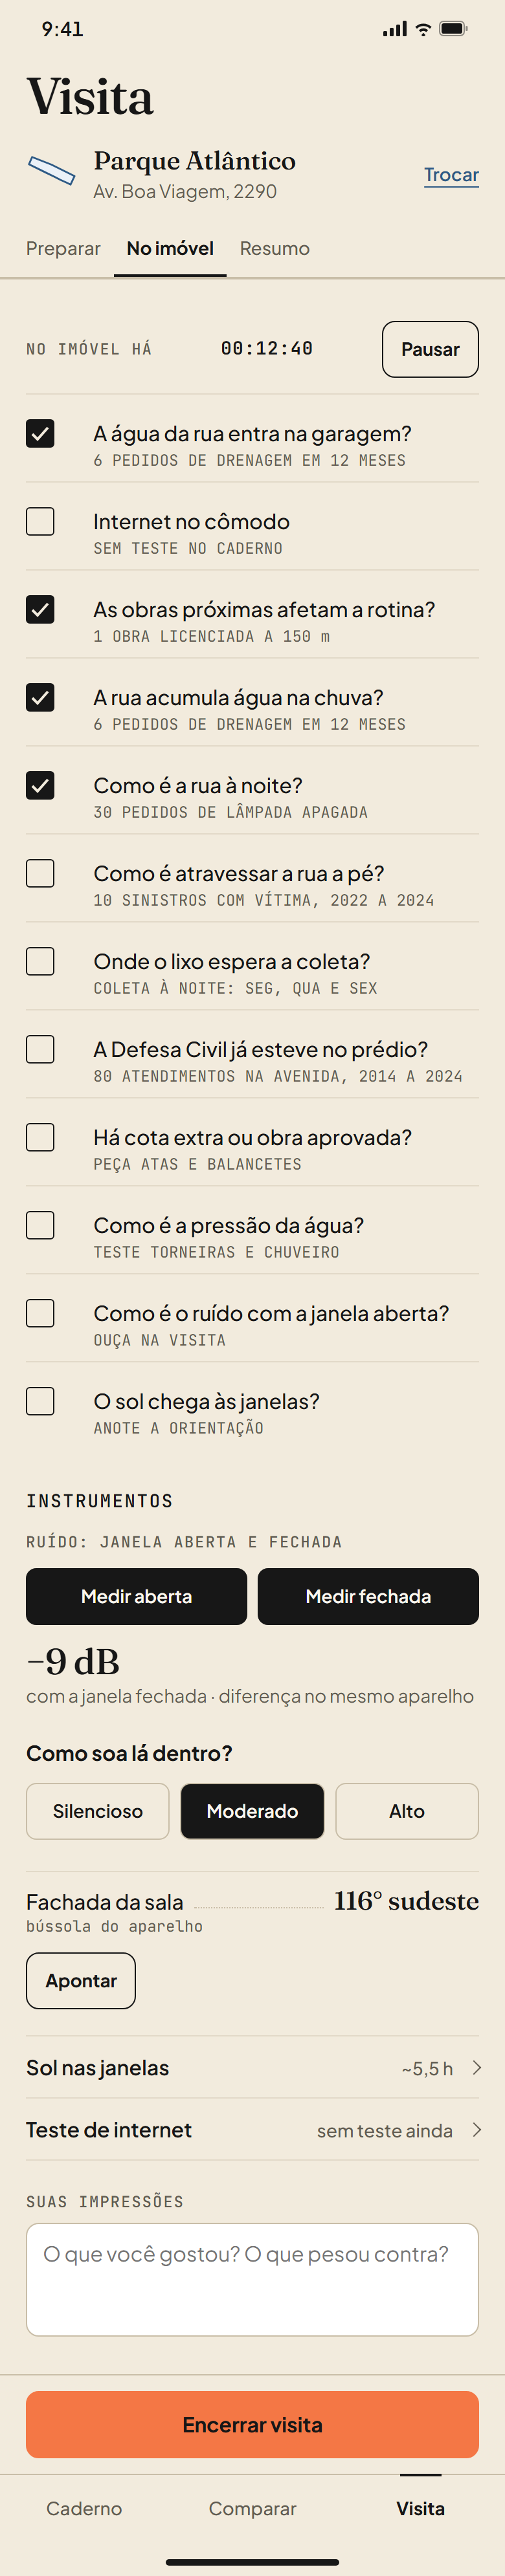 9:41
Visita
Parque Atlântico
Av. Boa Viagem, 2290
Trocar
Preparar No imóvel Resumo
NO IMÓVEL HÁ 00:12:40 Pausar
A água da rua entra na garagem?
6 PEDIDOS DE DRENAGEM EM 12 MESES
Internet no cômodo
SEM TESTE NO CADERNO
As obras próximas afetam a rotina?
1 OBRA LICENCIADA A 150 m
A rua acumula água na chuva?
6 PEDIDOS DE DRENAGEM EM 12 MESES
Como é a rua à noite?
30 PEDIDOS DE LÂMPADA APAGADA
Como é atravessar a rua a pé?
10 SINISTROS COM VÍTIMA, 2022 A 2024
Onde o lixo espera a coleta?
COLETA À NOITE: SEG, QUA E SEX
A Defesa Civil já esteve no prédio?
80 ATENDIMENTOS NA AVENIDA, 2014 A 2024
Há cota extra ou obra aprovada?
PEÇA ATAS E BALANCETES
Como é a pressão da água?
TESTE TORNEIRAS E CHUVEIRO
Como é o ruído com a janela aberta?
OUÇA NA VISITA
O sol chega às janelas?
ANOTE A ORIENTAÇÃO
INSTRUMENTOS
RUÍDO: JANELA ABERTA E FECHADA
Medir aberta Medir fechada
−9 dB
com a janela fechada · diferença no mesmo aparelho
Como soa lá dentro?
Silencioso Moderado Alto
Fachada da sala 116° sudeste
bússola do aparelho
Apontar
Sol nas janelas ~5,5 h
Teste de internet sem teste ainda
SUAS IMPRESSÕES
O que você gostou? O que pesou contra?
Encerrar visita
Caderno Comparar Visita